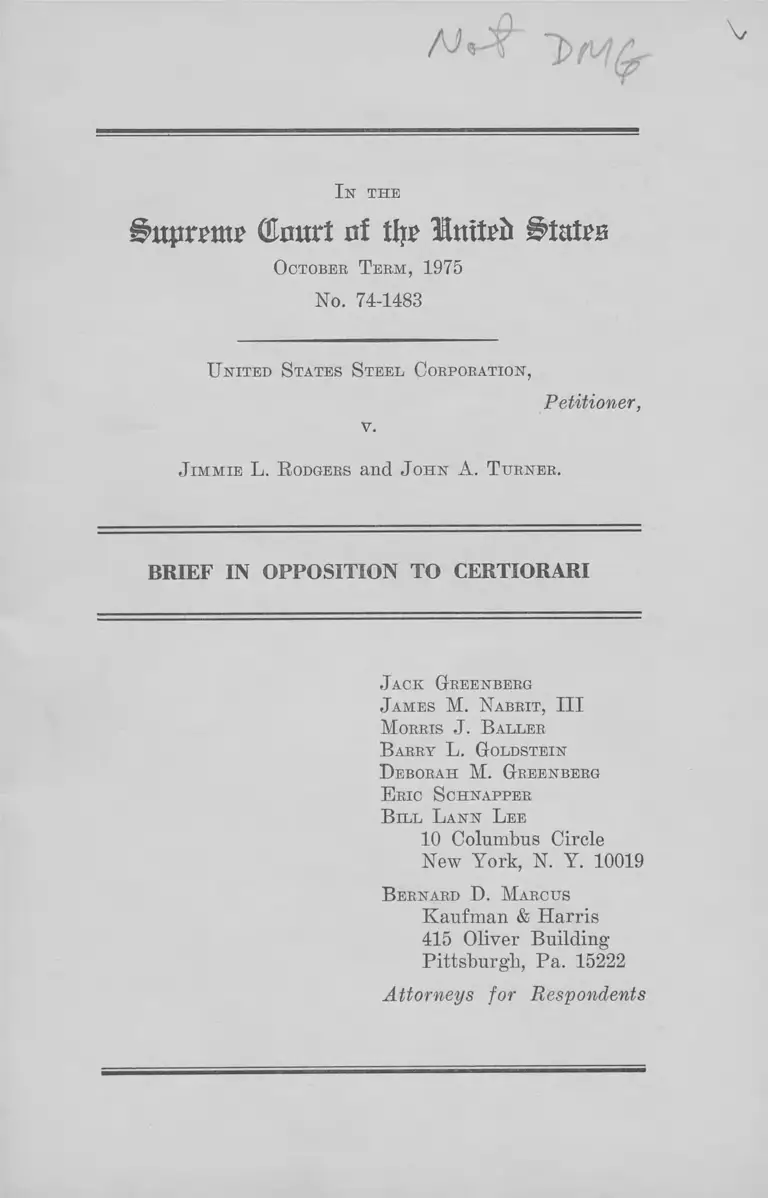 Not DMG
In the
Supreme Court of the United States
October Term, 1975
No. 74-1483
United States Steel Corporation,
Petitioner,
v.
Jimmie L. Rodgers and John A. Turner.
BRIEF IN OPPOSITION TO CERTIORARI
Jack Greenberg
James M. Nabrit, III
Morris J. Baller
Barry L. Goldstein
Deborah M. Greenberg
Eric Schnapper
Bill Lann Lee
10 Columbus Circle
New York, N. Y. 10019
Bernard D. Marcus
Kaufman & Harris
415 Oliver Building
Pittsburgh, Pa. 15222
Attorneys for Respondents